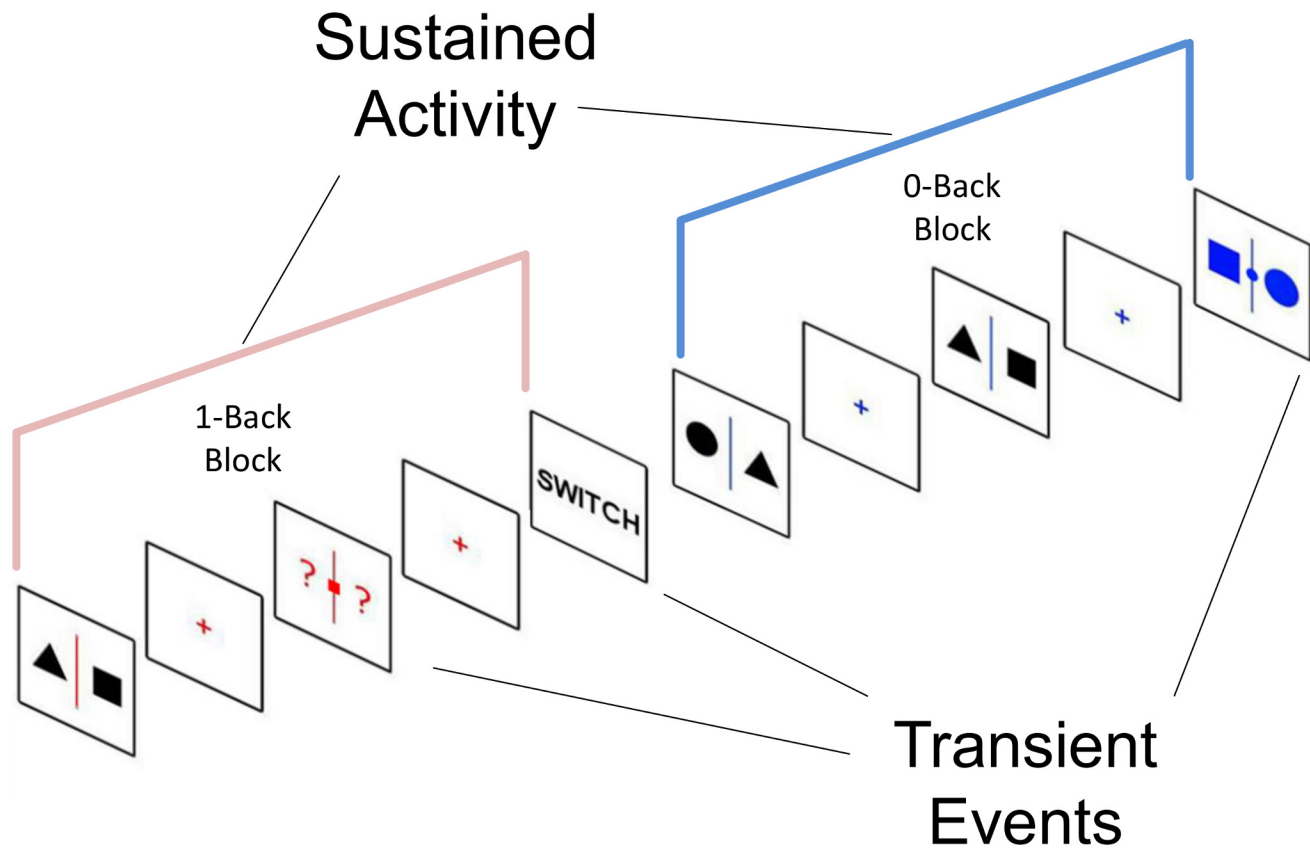 Sustained
Activity
0-Back
Block
1-Back
Block
SWITCH
? ?
Transient
Events